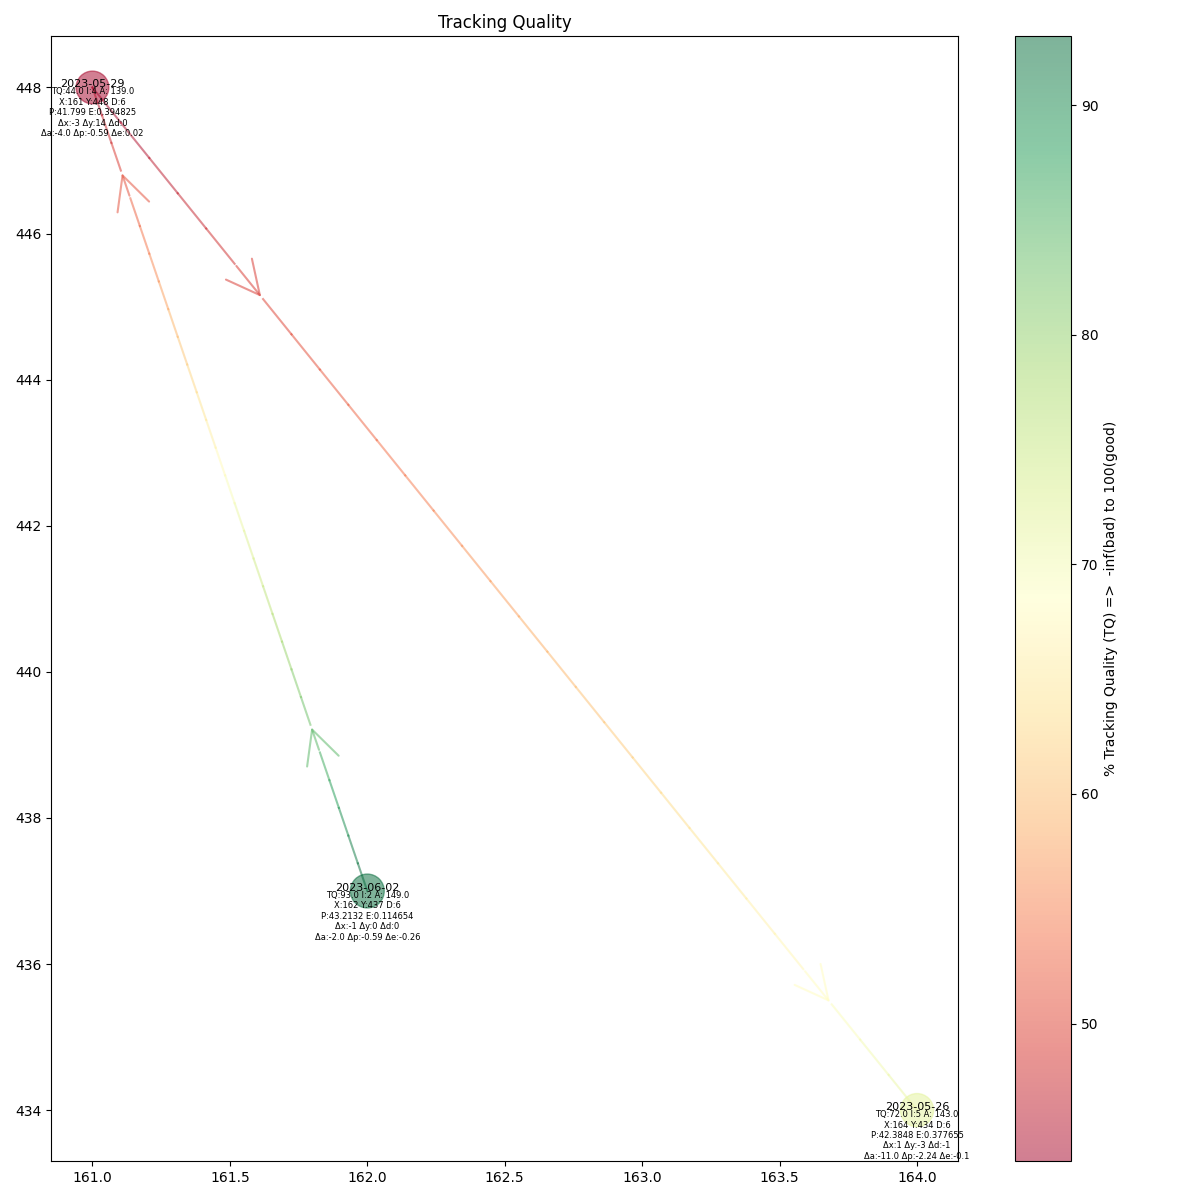 Tracking Quality
2023-05-29
TQ:44.0 I:4 A: 139.0
X:161 Y:448 D:6
P:41.799 E:0.394825
Δx:-3 Δy:14 Δd:0
Δa:-4.0 Δp:-0.59 Δe:0.02
2023-06-02
TQ:93.0 I:2 A: 149.0
X:162 Y:437 D:6
P:43.2132 E:0.114654
Δx:-1 Δy:0 Δd:0
Δa:-2.0 Δp:-0.59 Δe:-0.26
2023-05-26
TQ:72.0 I:5 A: 143.0
X:164 Y:434 D:6
P:42.3848 E:0.377655
Δx:1 Δy:-3 Δd:-1
Δa:-11.0 Δp:-2.24 Δe:-0.1
448
446
444
442
440
438
436
434
161.0 161.5 162.0 162.5 163.0 163.5 164.0
90
80
70
60
50
% Tracking Quality (TQ) => -inf(bad) to 100(good)